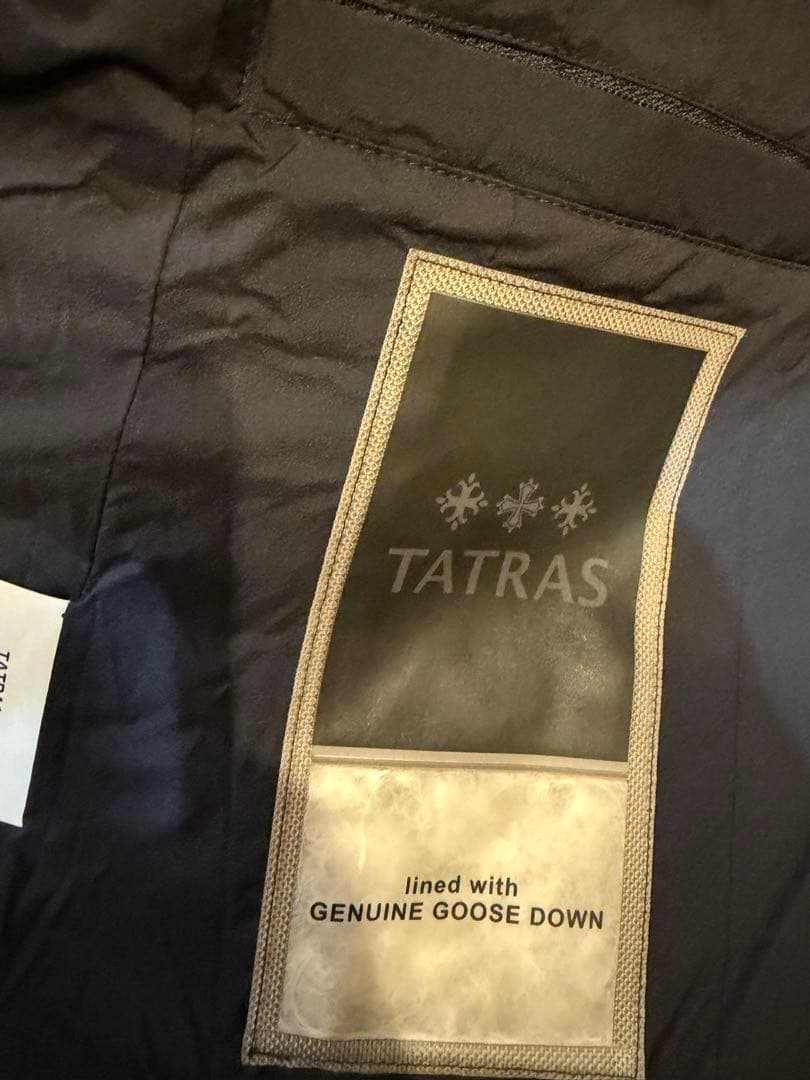 TATRAS
lined with
GENUINE GOOSE DOWN